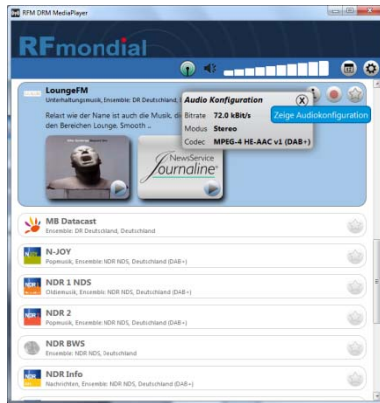 RFM DRM MediaPlayer
RFmondial
LoungeFM
Unterhaltungsmusik, Ensemble: DR Deutschland,
Relast wie der Name ist auch die Musik, di
den Bereichen Lounge, Smooth ..
Audio Konfiguration
(X)
Bitrate 72.0 kBit/s
Modus Stereo
Codec MPEG-4 HE-AAC v1 (DAB+)
Zeige Audiokonfiguration
NewsService
Journaline
MB Datacast
Ensemble: DR Deutschland, Deutschland
N-JOY
Popmusik, Ensemble: NDR NDS, Deutschland (DAB+)
NDR 1 NDS
Oldiemusik, Ensemble: NDR NDS, Deutschland (DAB+)
NDR 2
Popmusik, Ensemble: NDR NDS, Deutschland (DAB+)
NDR BWS
Ensemble: NDR NDS, Deutschland
NDR Info
Nachrichten, Ensemble: NDR NDS, Deutschland (DAB+)